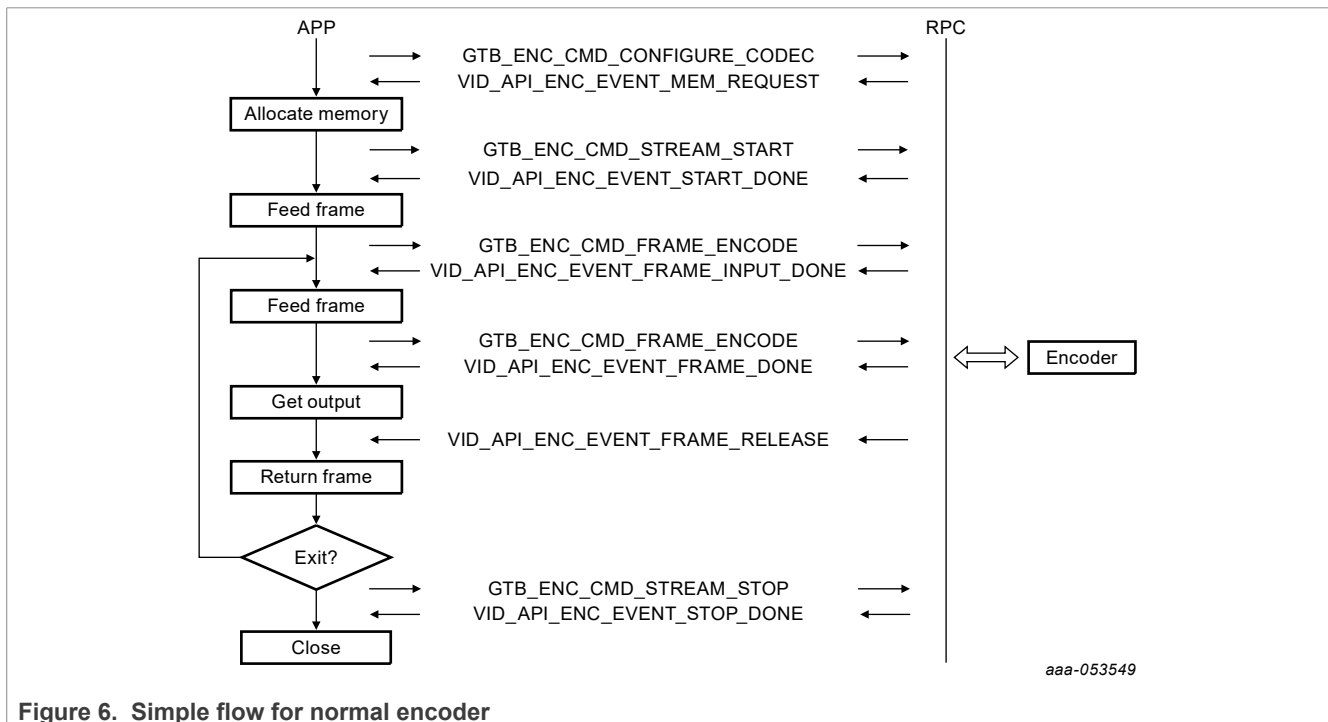 APP
RPC
GTB_ENC_CMD_CONFIGURE_CODEC
VID_API_ENC_EVENT_MEM_REQUEST
Allocate memory
GTB_ENC_CMD_STREAM_START
VID_API_ENC_EVENT_START_DONE
Feed frame
GTB_ENC_CMD_FRAME_ENCODE
VID_API_ENC_EVENT_FRAME_INPUT_DONE
Feed frame
GTB_ENC_CMD_FRAME_ENCODE
VID_API_ENC_EVENT_FRAME_DONE
Encoder
Get output
VID_API_ENC_EVENT_FRAME_RELEASE
Return frame
Exit?
GTB_ENC_CMD_STREAM_STOP
VID_API_ENC_EVENT_STOP_DONE
Close
aaa-053549
Figure 6. Simple flow for normal encoder